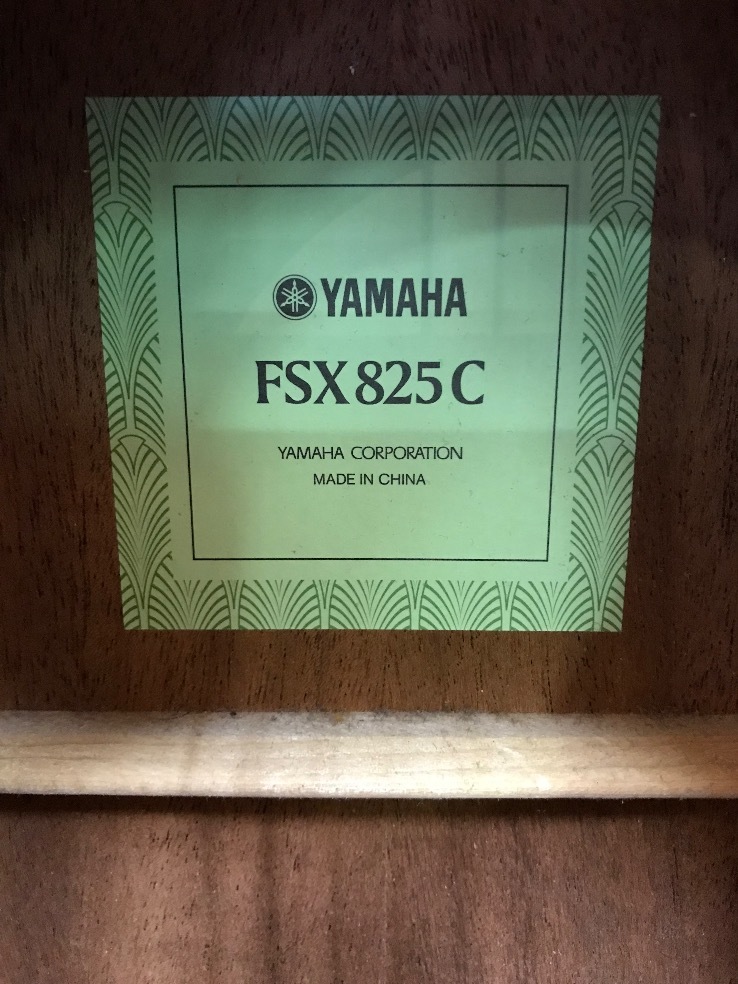 YAMAHA
FSX825C
YAMAHA CORPORATION
MADE IN CHINA